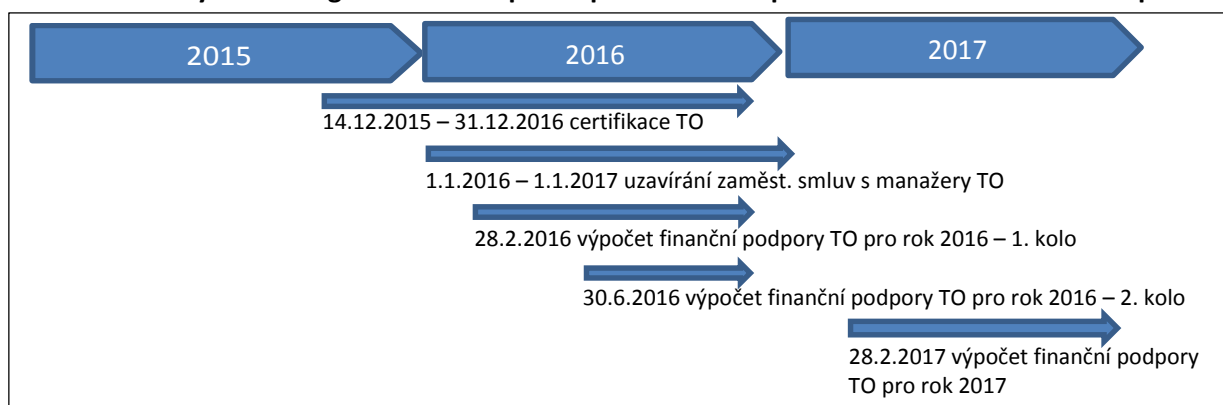 2015
2016
2017
14.12.2015 – 31.12.2016 certifikace TO
1.1.2016 – 1.1.2017 uzavírání zaměst. smluv s manažery TO
28.2.2016 výpočet finanční podpory TO pro rok 2016 – 1. kolo
30.6.2016 výpočet finanční podpory TO pro rok 2016 – 2. kolo
28.2.2017 výpočet finanční podpory
TO pro rok 2017